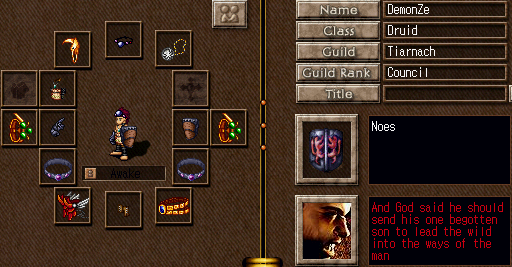 Name DemonZe
Class Druid
Guild Tiarnach
Guild Rank Council
Title
Noes
Awake
And God said he should
send his one begotten
son to lead the wild
into the ways of the
man